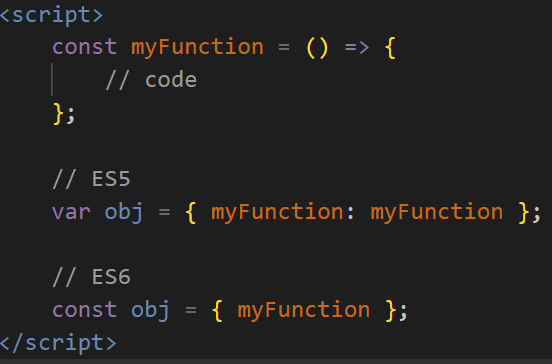 <script>
    const myFunction = () => {
        // code
    };

    // ES5
    var obj = { myFunction: myFunction };

    // ES6
    const obj = { myFunction };
</script>